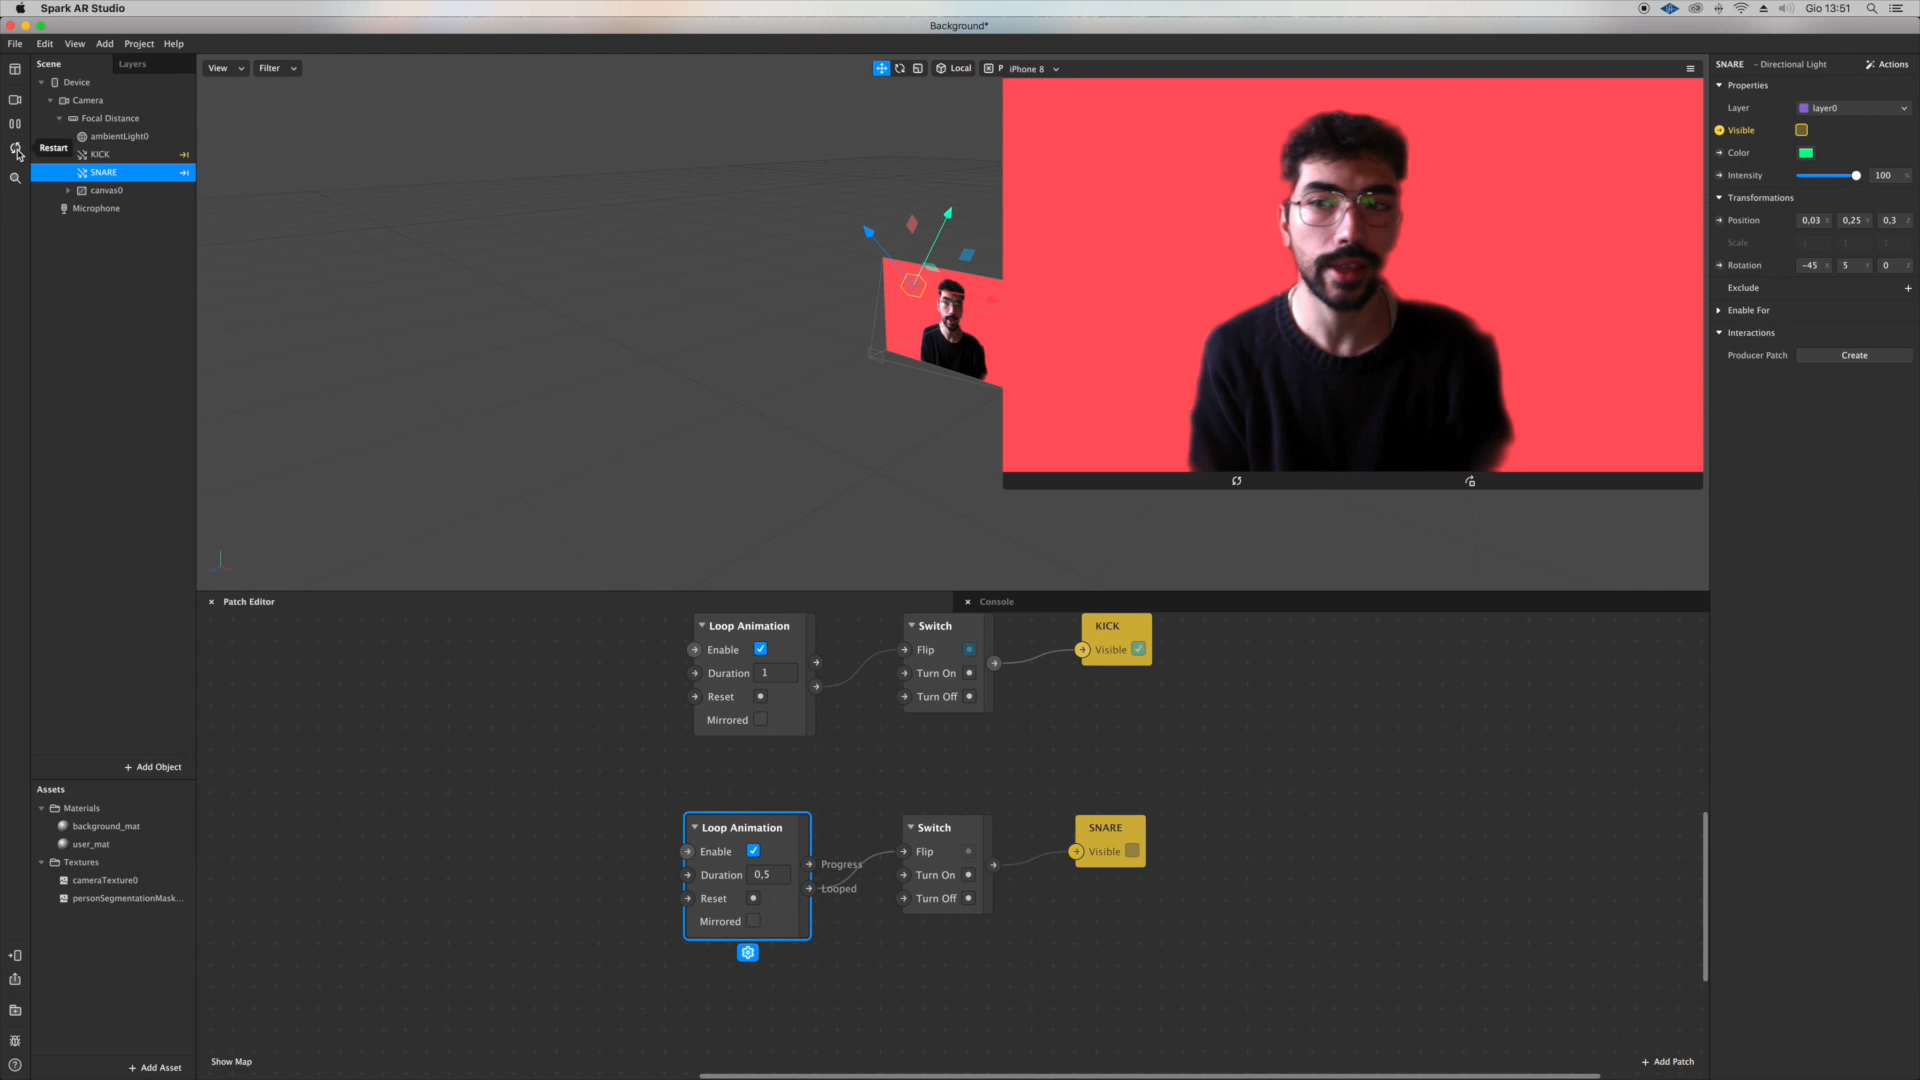 Spark AR Studio
Gio 13:51
Background*
File Edit View Add Project Help
Scene Layers
Device
Camera
Focal Distance
ambientLight0
Restart
KICK
SNARE
canvas0
Microphone
+ Add Object
Assets
Materials
background_mat
user_mat
Textures
cameraTexture0
personSegmentationMask...
+ Add Asset
View Filter Local P iPhone 8
Patch Editor
Console
Loop Animation
Enable
Duration 1
Reset
Mirrored
Switch
Flip
Turn On
Turn Off
KICK
Visible
Loop Animation
Enable
Duration 0,5
Reset
Mirrored
Progress
Looped
Switch
Flip
Turn On
Turn Off
SNARE
Visible
Show Map
+ Add Patch
SNARE - Directional Light Actions
Properties
Layer layer0
Visible
Color
Intensity 100 %
Transformations
Position 0,03 X 0,25 Y 0,3 Z
Scale 1 1 1
Rotation -45 X 5 Y 0 Z
Exclude +
Enable For
Interactions
Producer Patch Create